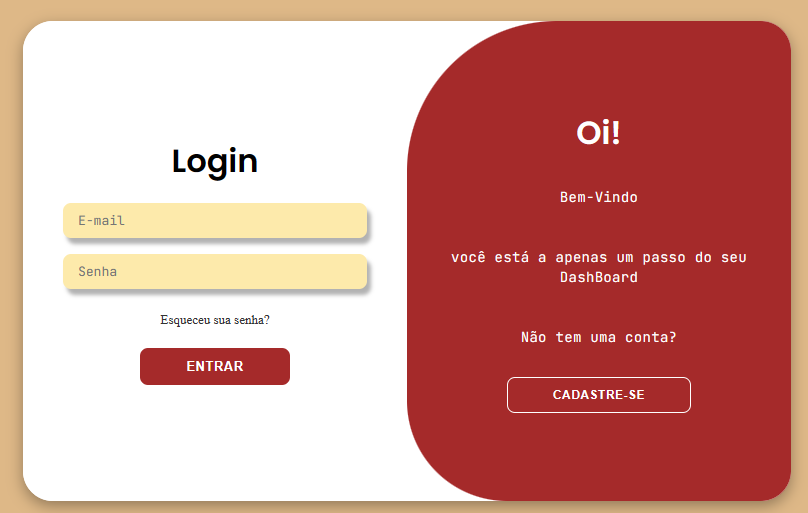 Login
E-mail
Senha
Esqueceu sua senha?
ENTRAR
Oi!
Bem-Vindo
você está a apenas um passo do seu
DashBoard
Não tem uma conta?
CADASTRE-SE